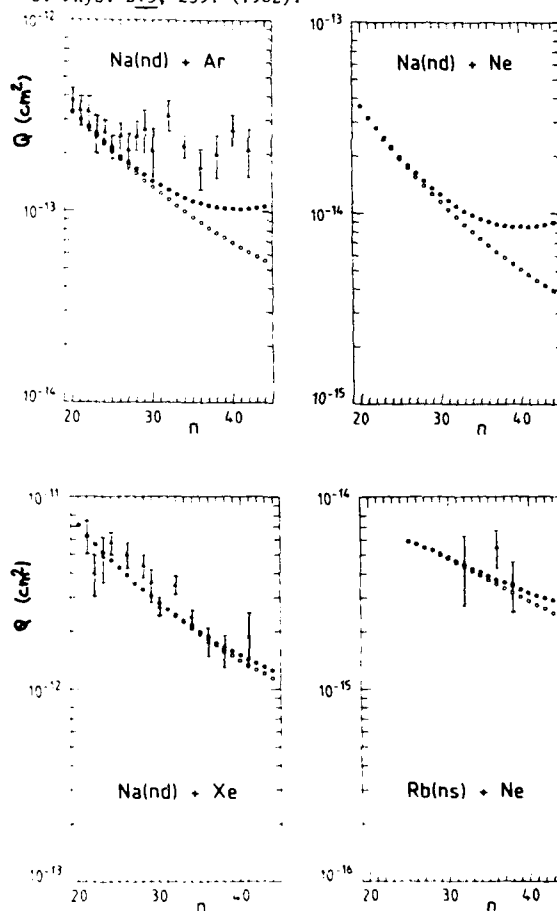 Phys. (1982).
10⁻¹²
Na(nd) + Ar
Q (cm²)
10⁻¹³
10⁻¹⁴
20 30 40
n
10⁻¹³
Na(nd) + Ne
10⁻¹⁴
10⁻¹⁵
20 30 40
n
10⁻¹¹
Q (cm²)
10⁻¹²
Na(nd) + Xe
10⁻¹³
20 30 40
n
10⁻¹⁴
10⁻¹⁵
Rb(ns) + Ne
10⁻¹⁶
20 30 40
n